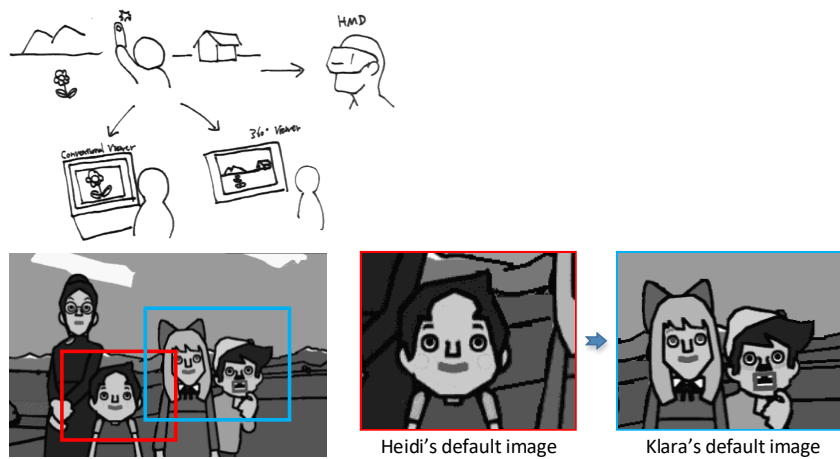 HMD
Conventional Viewer
360° Viewer
Heidi's default image
Klara's default image